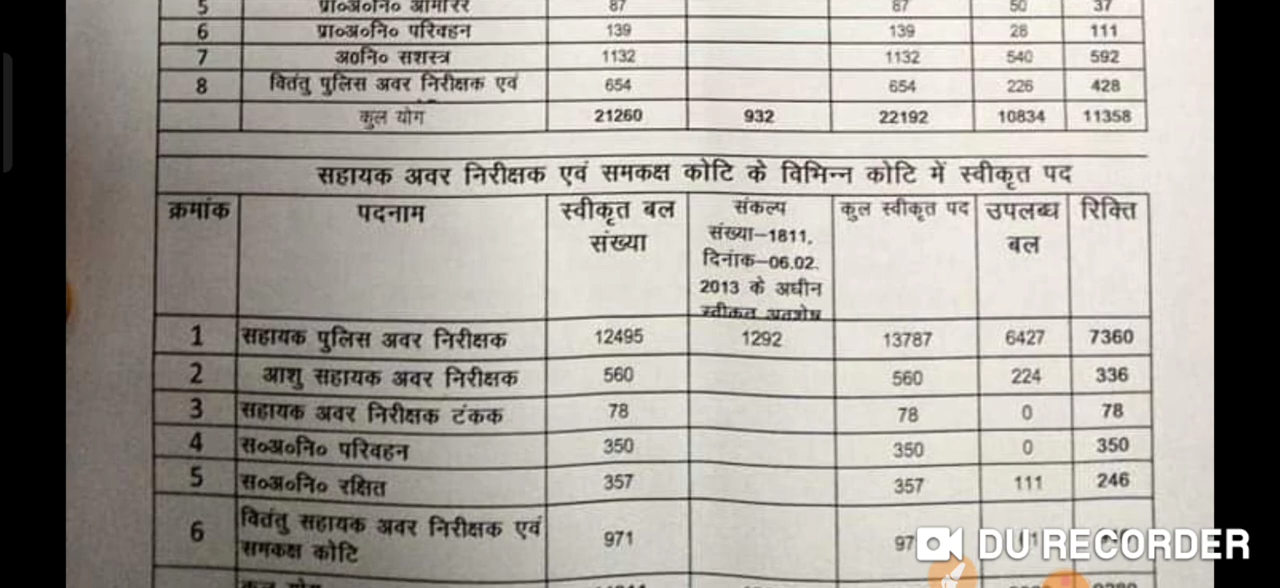 5 प्रा०अ०नि० आर्मोरर 87 87 50 37
6 प्रा०अ०नि० परिवहन 139 139 28 111
7 अ0नि० सशस्त्र 1132 1132 540 592
8 वितंतु पुलिस अवर निरीक्षक एवं 654 654 226 428
कुल योग 21260 932 22192 10834 11358
सहायक अवर निरीक्षक एवं समकक्ष कोटि के विभिन्न कोटि में स्वीकृत पद
क्रमांक पदनाम स्वीकृत बल संकल्प कुल स्वीकृत पद उपलब्ध रिक्ति
संख्या संख्या–1811, बल
दिनांक–06.02.
2013 के अधीन
स्वीकृत अवशेष
1 सहायक पुलिस अवर निरीक्षक 12495 1292 13787 6427 7360
2 आशु सहायक अवर निरीक्षक 560 560 224 336
3 सहायक अवर निरीक्षक टंकक 78 78 0 78
4 स०अ०नि० परिवहन 350 350 0 350
5 स०अ०नि० रक्षित 357 357 111 246
6 वितंतु सहायक अवर निरीक्षक एवं 971
समकक्ष कोटि
DU RECORDER
कुल योग